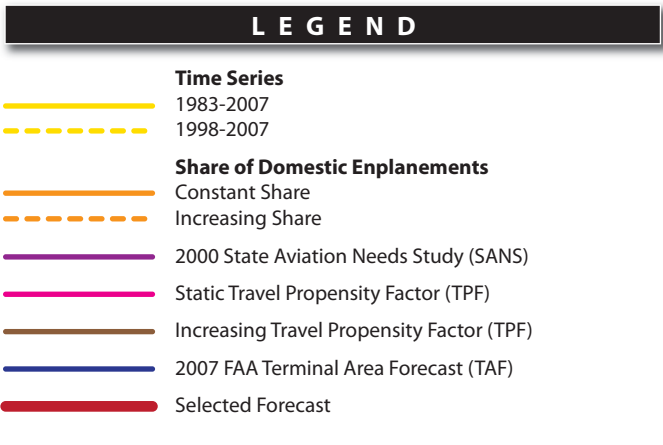 LEGEND
Time Series
1983-2007
1998-2007
Share of Domestic Enplanements
Constant Share
Increasing Share
2000 State Aviation Needs Study (SANS)
Static Travel Propensity Factor (TPF)
Increasing Travel Propensity Factor (TPF)
2007 FAA Terminal Area Forecast (TAF)
Selected Forecast